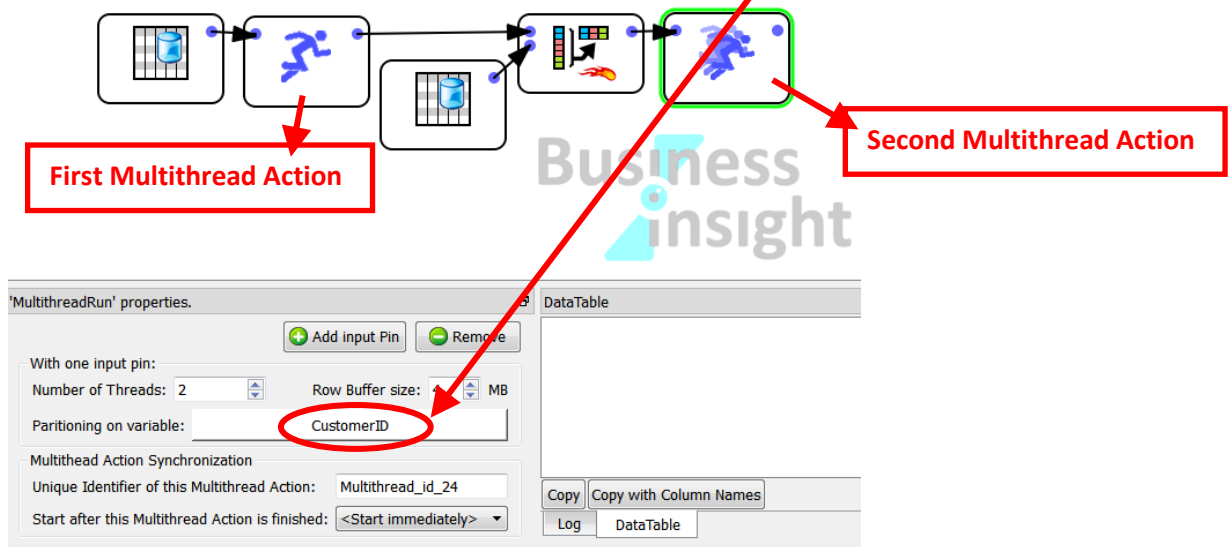 First Multithread Action
Second Multithread Action
Business
insight
'MultithreadRun' properties.
DataTable
Add input Pin
Remove
With one input pin:
Number of Threads: 2
Row Buffer size: 4 MB
Paritioning on variable: CustomerID
Multihead Action Synchronization
Unique Identifier of this Multithread Action: Multithread_id_24
Start after this Multithread Action is finished: <Start immediately>
Copy
Copy with Column Names
Log
DataTable